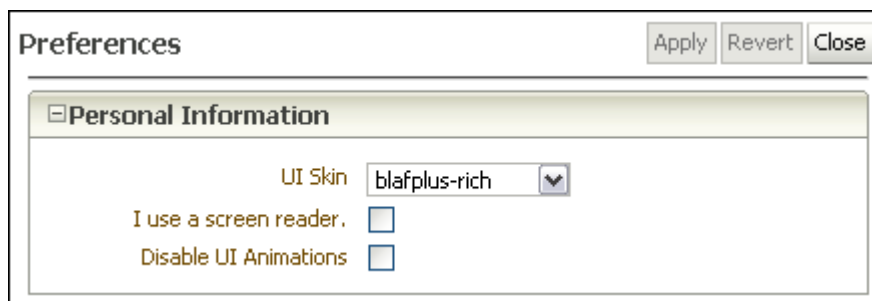 Preferences Apply Revert Close
Personal Information
UI Skin blafplus-rich
I use a screen reader.
Disable UI Animations